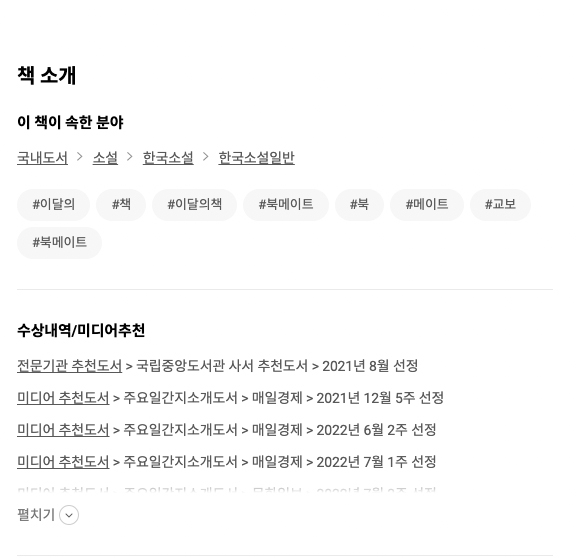 책 소개
이 책이 속한 분야
국내도서 > 소설 > 한국소설 > 한국소설일반
#이달의 #책 #이달의책 #북메이트 #북 #메이트 #교보
#북메이트
수상내역/미디어추천
전문기관 추천도서 > 국립중앙도서관 사서 추천도서 > 2021년 8월 선정
미디어 추천도서 > 주요일간지소개도서 > 매일경제 > 2021년 12월 5주 선정
미디어 추천도서 > 주요일간지소개도서 > 매일경제 > 2022년 6월 2주 선정
미디어 추천도서 > 주요일간지소개도서 > 매일경제 > 2022년 7월 1주 선정
펼치기